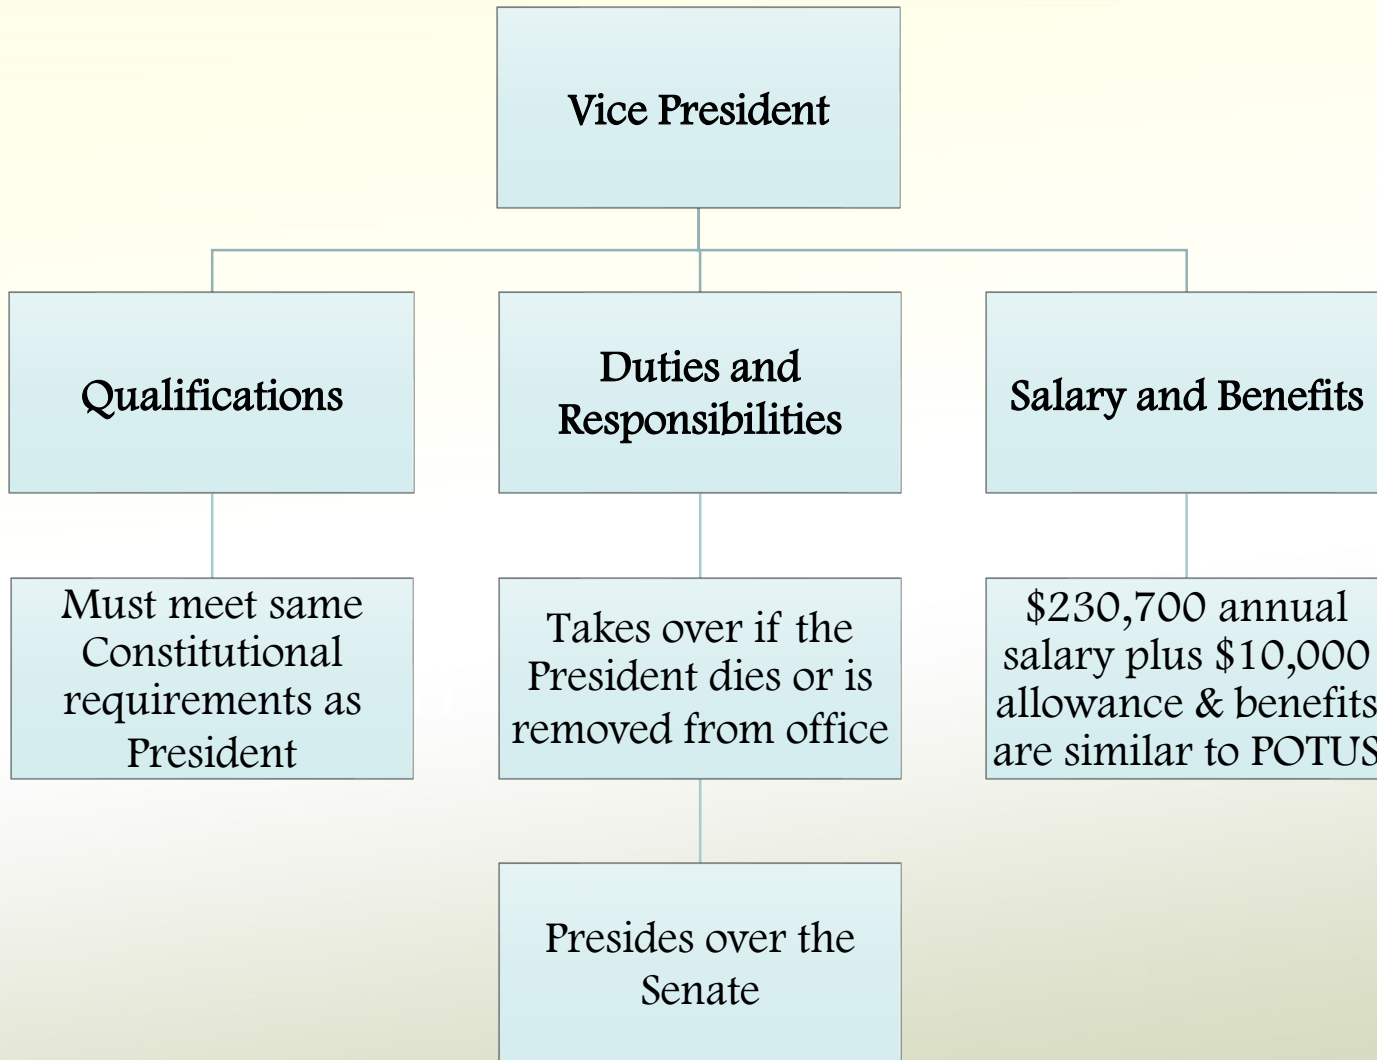 Vice President
Qualifications
Duties and
Responsibilities
Salary and Benefits
Must meet same
Constitutional
requirements as
President
Takes over if the
President dies or is
removed from office
$230,700 annual
salary plus $10,000
allowance & benefits
are similar to POTUS
Presides over the
Senate